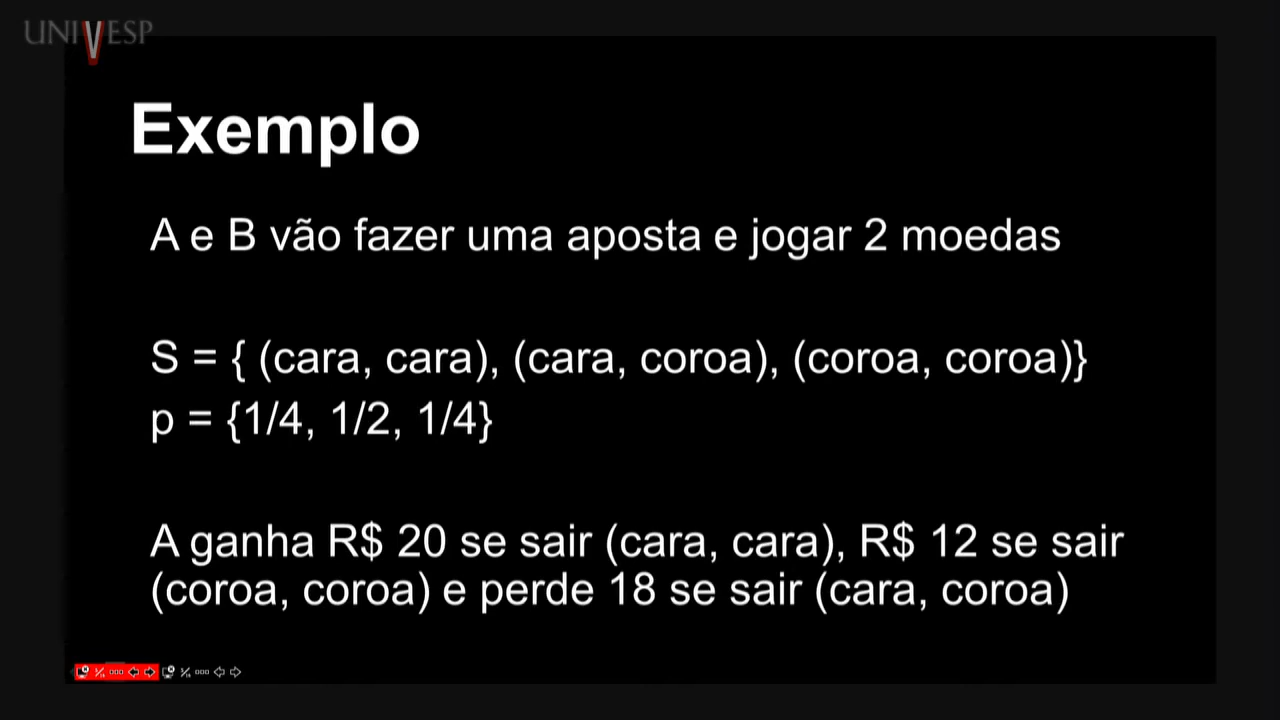 UNIVESP
Exemplo
A e B vão fazer uma aposta e jogar 2 moedas
S = { (cara, cara), (cara, coroa), (coroa, coroa)}
p = {1/4, 1/2, 1/4}
A ganha R$ 20 se sair (cara, cara), R$ 12 se sair
(coroa, coroa) e perde 18 se sair (cara, coroa)